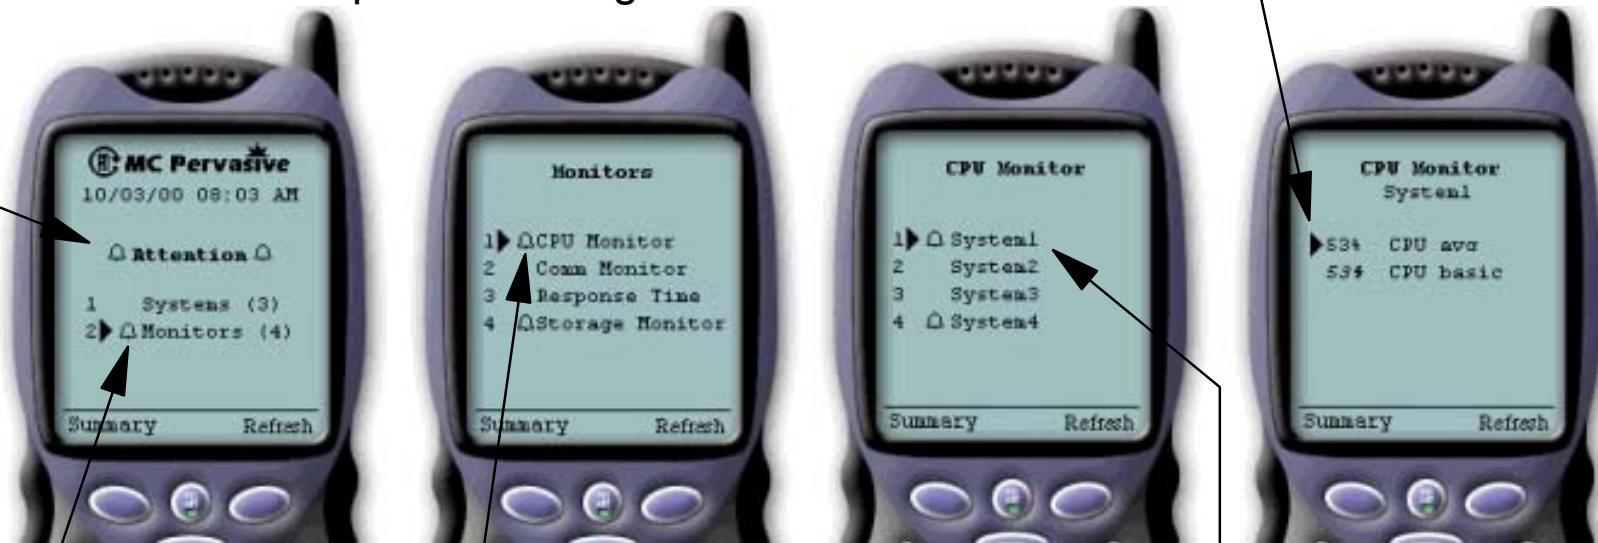 MC Pervasive
10/03/00 08:03 AM
Attention
1 Systems (3)
2 Monitors (4)
Summary Refresh
Monitors
1 CPU Monitor
2 Comm Monitor
3 Response Time
4 Storage Monitor
Summary Refresh
CPU Monitor
1 System1
2 System2
3 System3
4 System4
Summary Refresh
CPU Monitor
System1
53% CPU avg
53% CPU basic
Summary Refresh